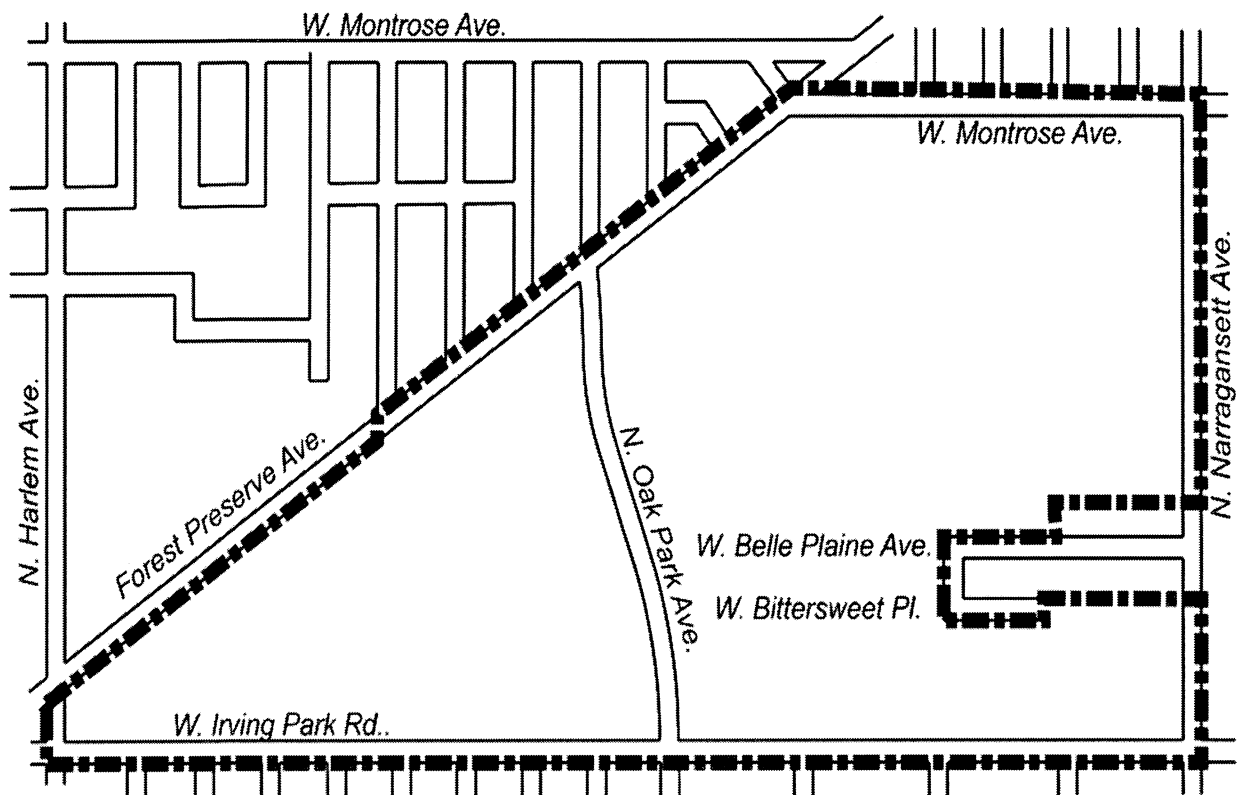 W. Montrose Ave.
W. Montrose Ave.
N. Harlem Ave.
Forest Preserve Ave.
N. Oak Park Ave.
N. Narragansett Ave.
W. Belle Plaine Ave.
W. Bittersweet Pl.
W. Irving Park Rd..